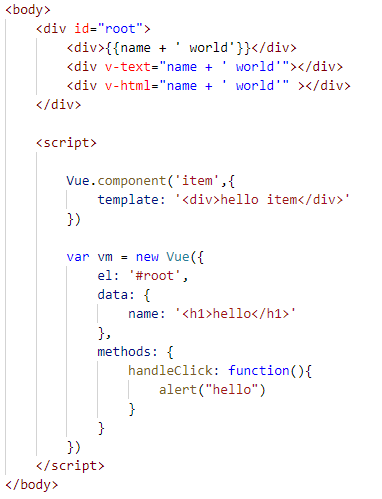 <body>
    <div id="root">
        <div>{{name + ' world'}}</div>
        <div v-text="name + ' world'"></div>
        <div v-html="name + ' world'" ></div>
    </div>

    <script>

        Vue.component('item',{
            template: '<div>hello item</div>'
        })

        var vm = new Vue({
            el: '#root',
            data: {
                name: '<h1>hello</h1>'
            },
            methods: {
                handleClick: function(){
                    alert("hello")
                }
            }
        })
    </script>
</body>